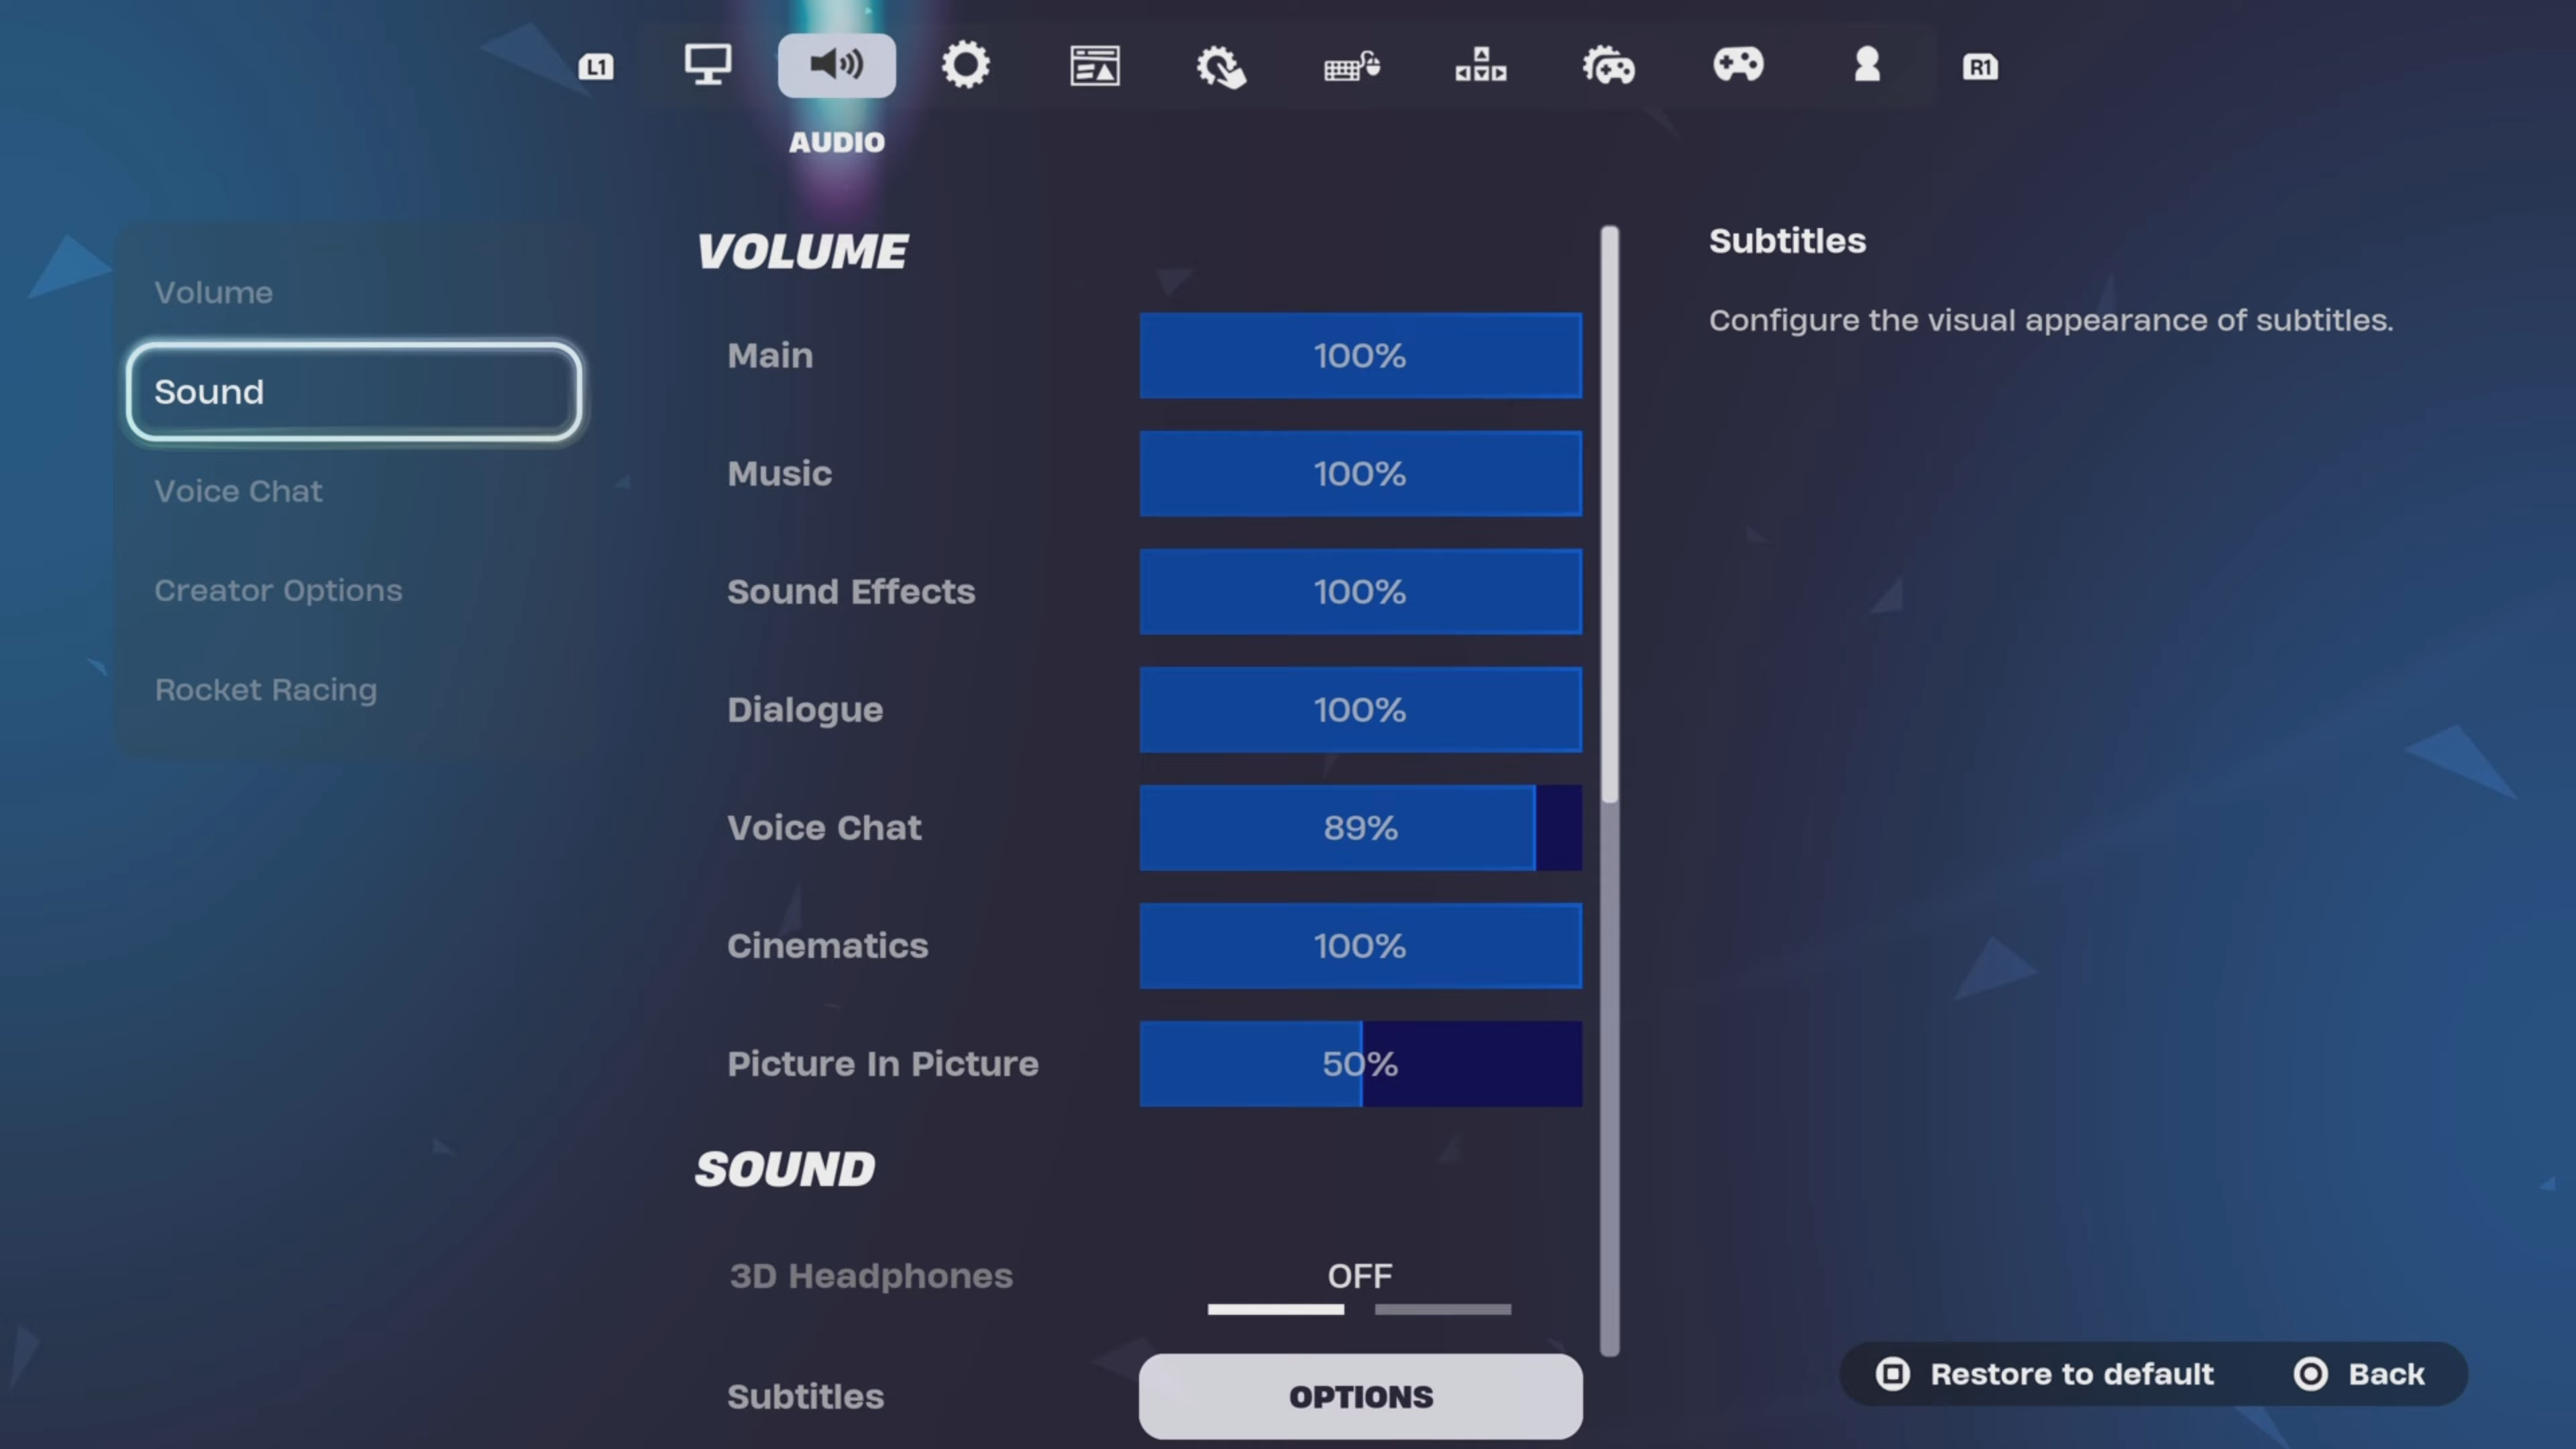 L1
R1
AUDIO
Volume
Sound
Voice Chat
Creator Options
Rocket Racing
VOLUME
Main 100%
Music 100%
Sound Effects 100%
Dialogue 100%
Voice Chat 89%
Cinematics 100%
Picture In Picture 50%
SOUND
3D Headphones OFF
Subtitles OPTIONS
Subtitles
Configure the visual appearance of subtitles.
Restore to default Back